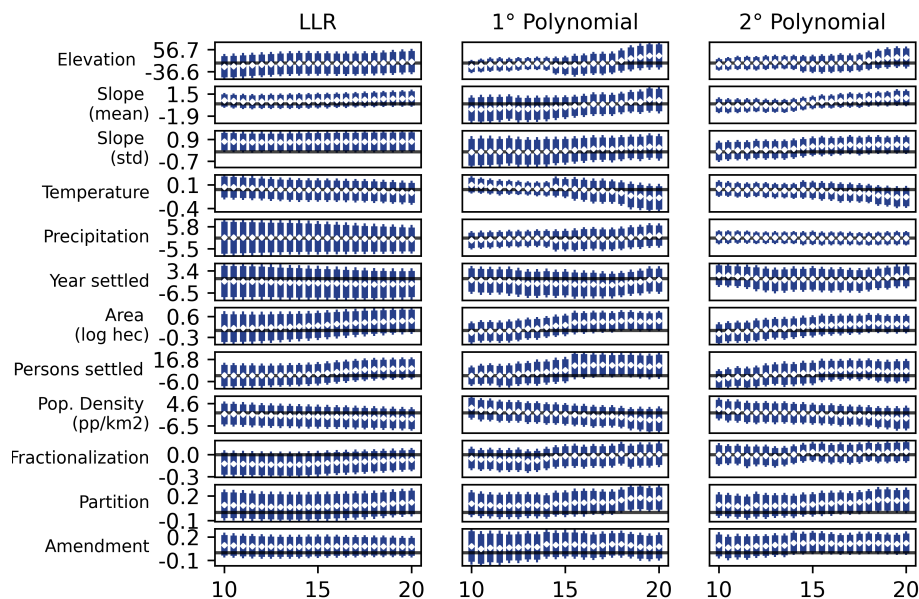 LLR 1° Polynomial 2° Polynomial
Elevation 56.7
-36.6
Slope 1.5
(mean) -1.9
Slope 0.9
(std) -0.7
Temperature 0.1
-0.4
Precipitation 5.8
-5.5
Year settled 3.4
-6.5
Area 0.6
(log hec) -0.3
Persons settled 16.8
-6.0
Pop. Density 4.6
(pp/km2) -6.5
Fractionalization 0.0
-0.3
Partition 0.2
-0.1
Amendment 0.2
-0.1
10 15 20 10 15 20 10 15 20